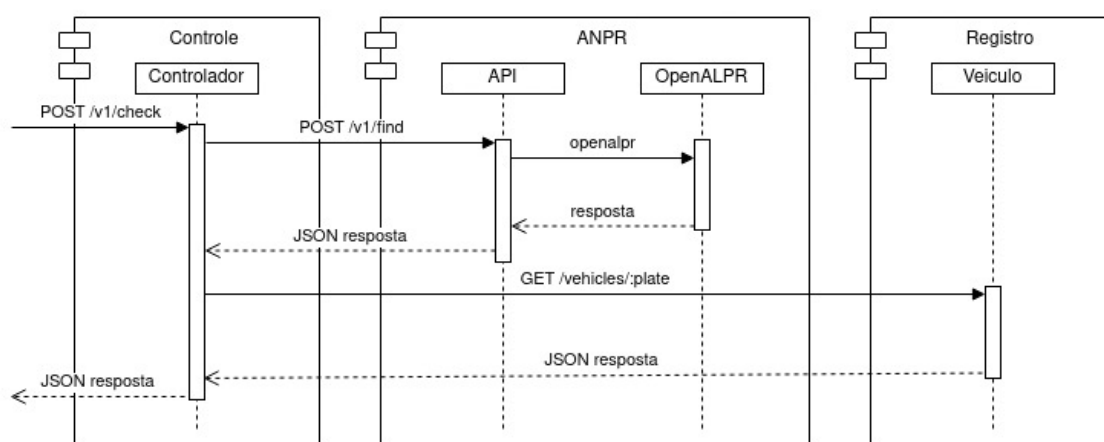 Controle
ANPR
Registro
Controlador
API
OpenALPR
Veiculo
POST /v1/check
POST /v1/find
openalpr
resposta
JSON resposta
GET /vehicles/:plate
JSON resposta
JSON resposta